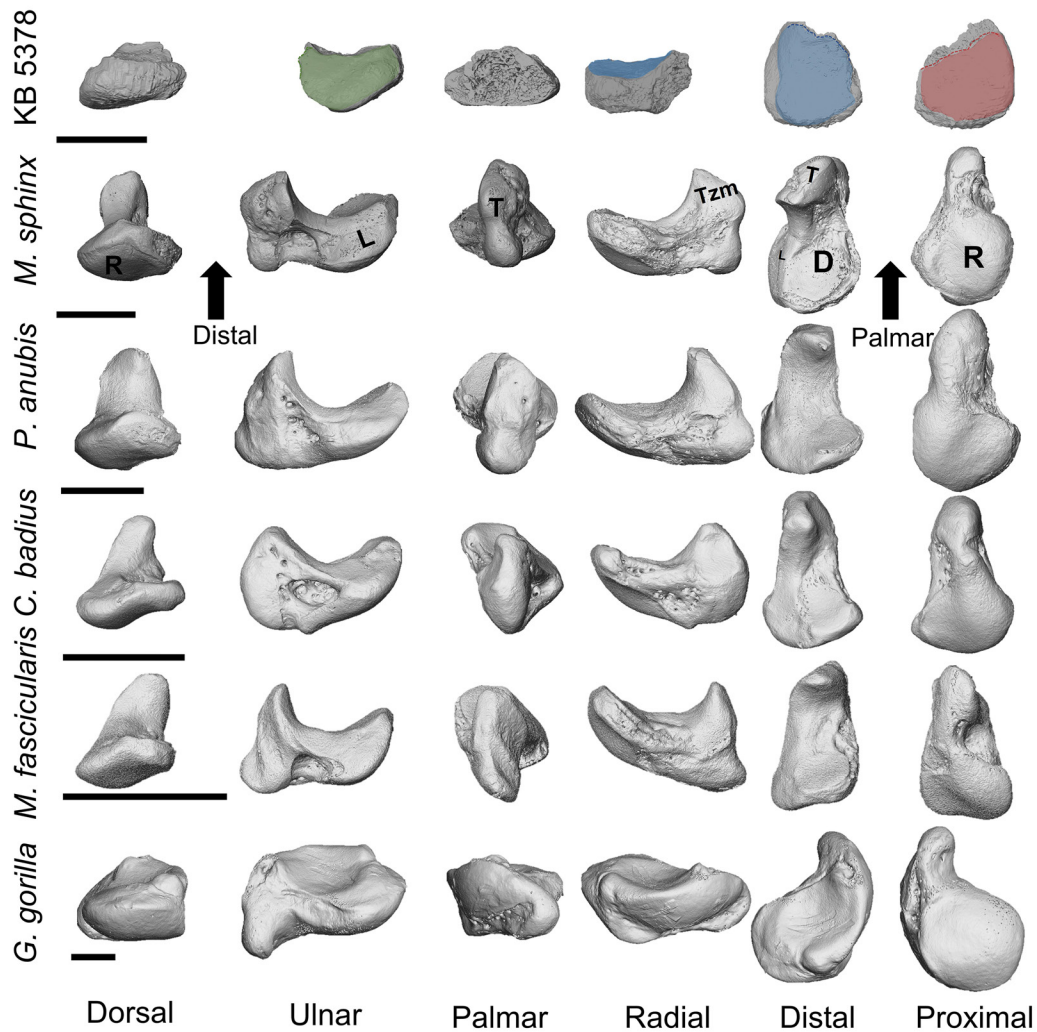 KB 5378
M. sphinx
R
L
T
Tzm
T
L
D
R
Distal
Palmar
P. anubis
C. badius
M. fascicularis
G. gorilla
Dorsal
Ulnar
Palmar
Radial
Distal
Proximal